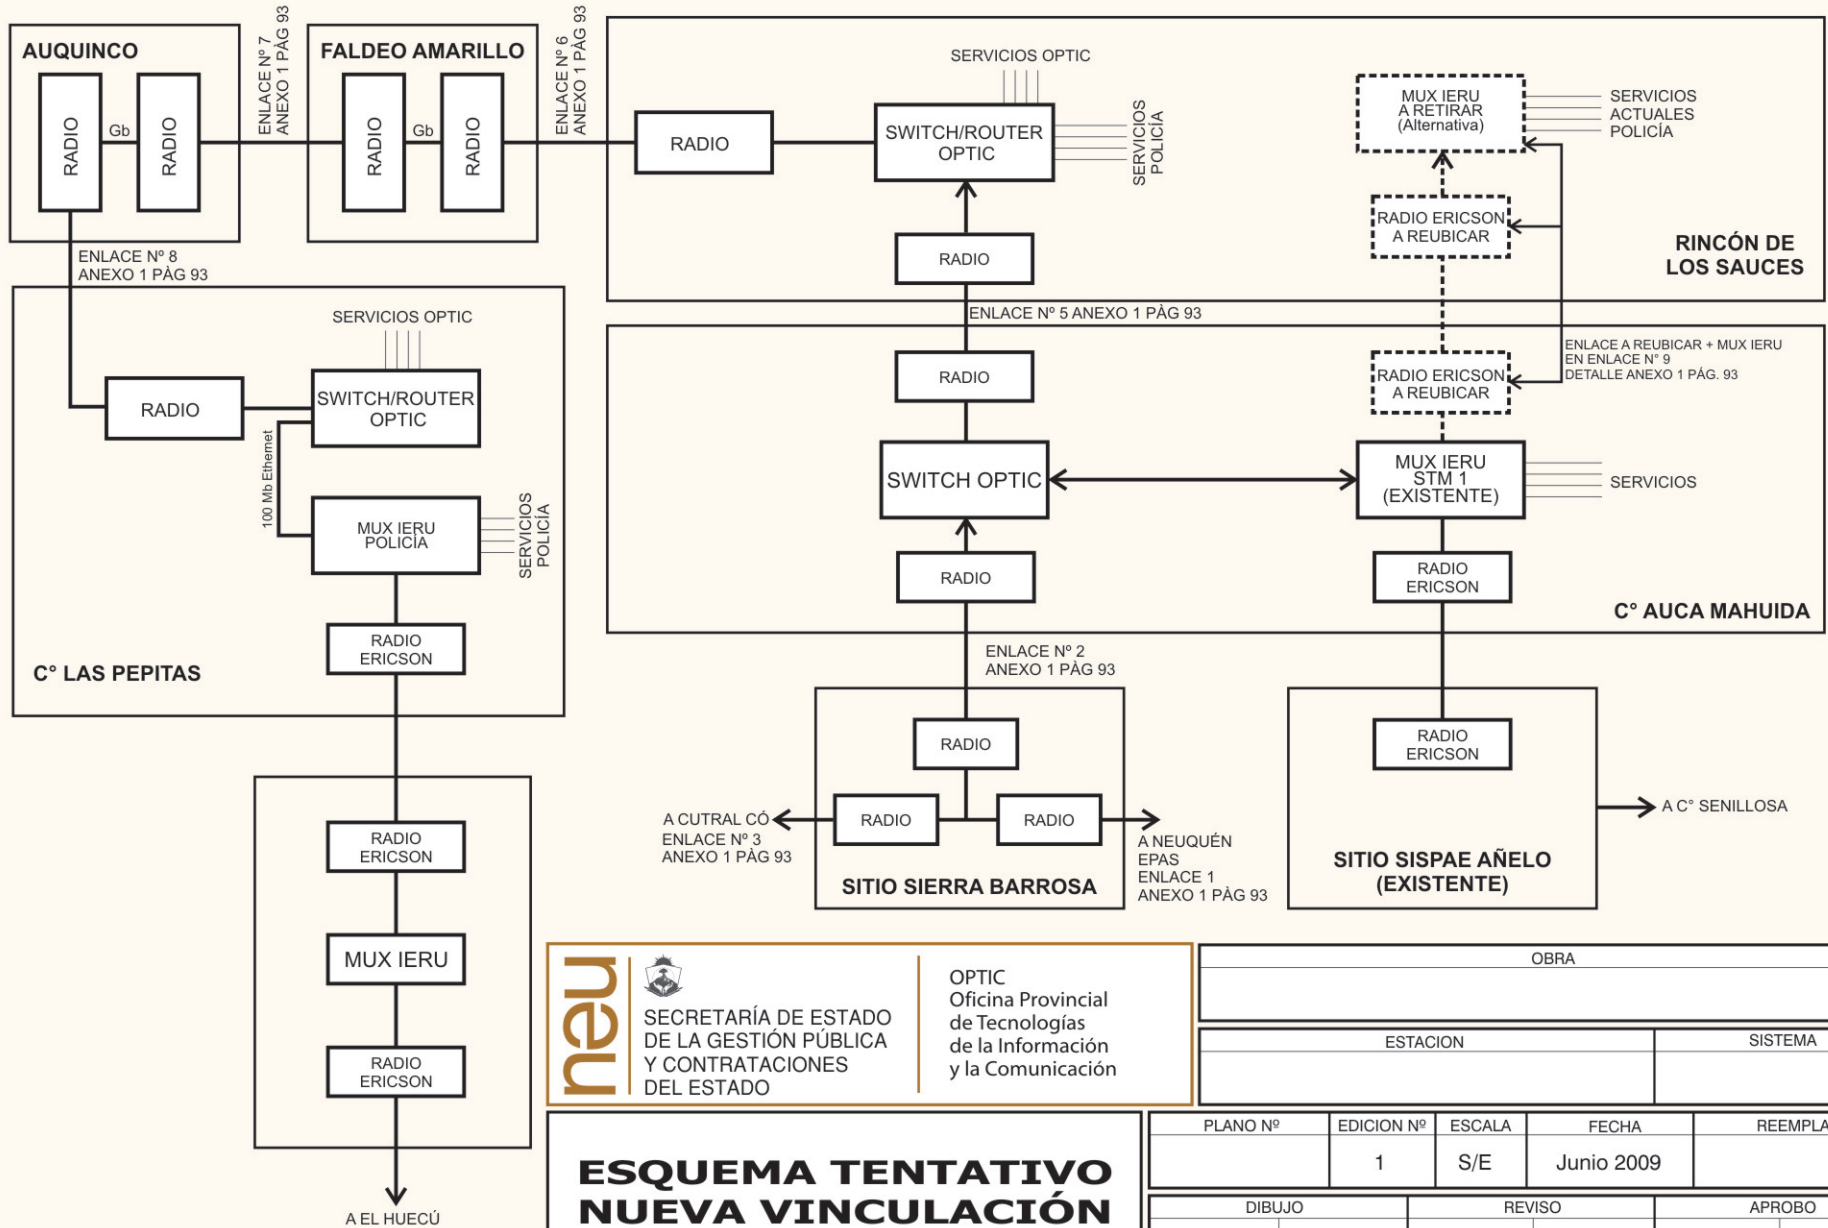 AUQUINCO
RADIO
Gb
RADIO
ENLACE Nº 7
ANEXO 1 PÀG 93
FALDEO AMARILLO
RADIO
Gb
RADIO
ENLACE Nº 6
ANEXO 1 PÀG 93
RADIO
SERVICIOS OPTIC
SWITCH/ROUTER
OPTIC
SERVICIOS
POLICÍA
RADIO
MUX IERU
A RETIRAR
(Alternativa)
SERVICIOS
ACTUALES
POLICÍA
RADIO ERICSON
A REUBICAR
RINCÓN DE
LOS SAUCES
ENLACE Nº 8
ANEXO 1 PÀG 93
SERVICIOS OPTIC
RADIO
SWITCH/ROUTER
OPTIC
100 Mb Ethernet
MUX IERU
POLICÍA
SERVICIOS
POLICÍA
RADIO
ERICSON
C° LAS PEPITAS
ENLACE Nº 5 ANEXO 1 PÀG 93
RADIO
RADIO ERICSON
A REUBICAR
ENLACE A REUBICAR + MUX IERU
EN ENLACE N° 9
DETALLE ANEXO 1 PÁG. 93
SWITCH OPTIC
MUX IERU
STM 1
(EXISTENTE)
SERVICIOS
RADIO
RADIO
ERICSON
C° AUCA MAHUIDA
ENLACE Nº 2
ANEXO 1 PÀG 93
RADIO
RADIO
RADIO
A CUTRAL CÓ
ENLACE Nº 3
ANEXO 1 PÀG 93
A NEUQUÉN
EPAS
ENLACE 1
ANEXO 1 PÀG 93
SITIO SIERRA BARROSA
RADIO
ERICSON
A C° SENILLOSA
SITIO SISPAE AÑELO
(EXISTENTE)
RADIO
ERICSON
MUX IERU
RADIO
ERICSON
A EL HUECÚ
neu
SECRETARÍA DE ESTADO
DE LA GESTIÓN PÚBLICA
Y CONTRATACIONES
DEL ESTADO
OPTIC
Oficina Provincial
de Tecnologías
de la Información
y la Comunicación
OBRA
ESTACION
SISTEMA
PLANO Nº
EDICION Nº
ESCALA
FECHA
REEMPLA
1
S/E
Junio 2009
DIBUJO
REVISO
APROBO
ESQUEMA TENTATIVO
NUEVA VINCULACIÓN